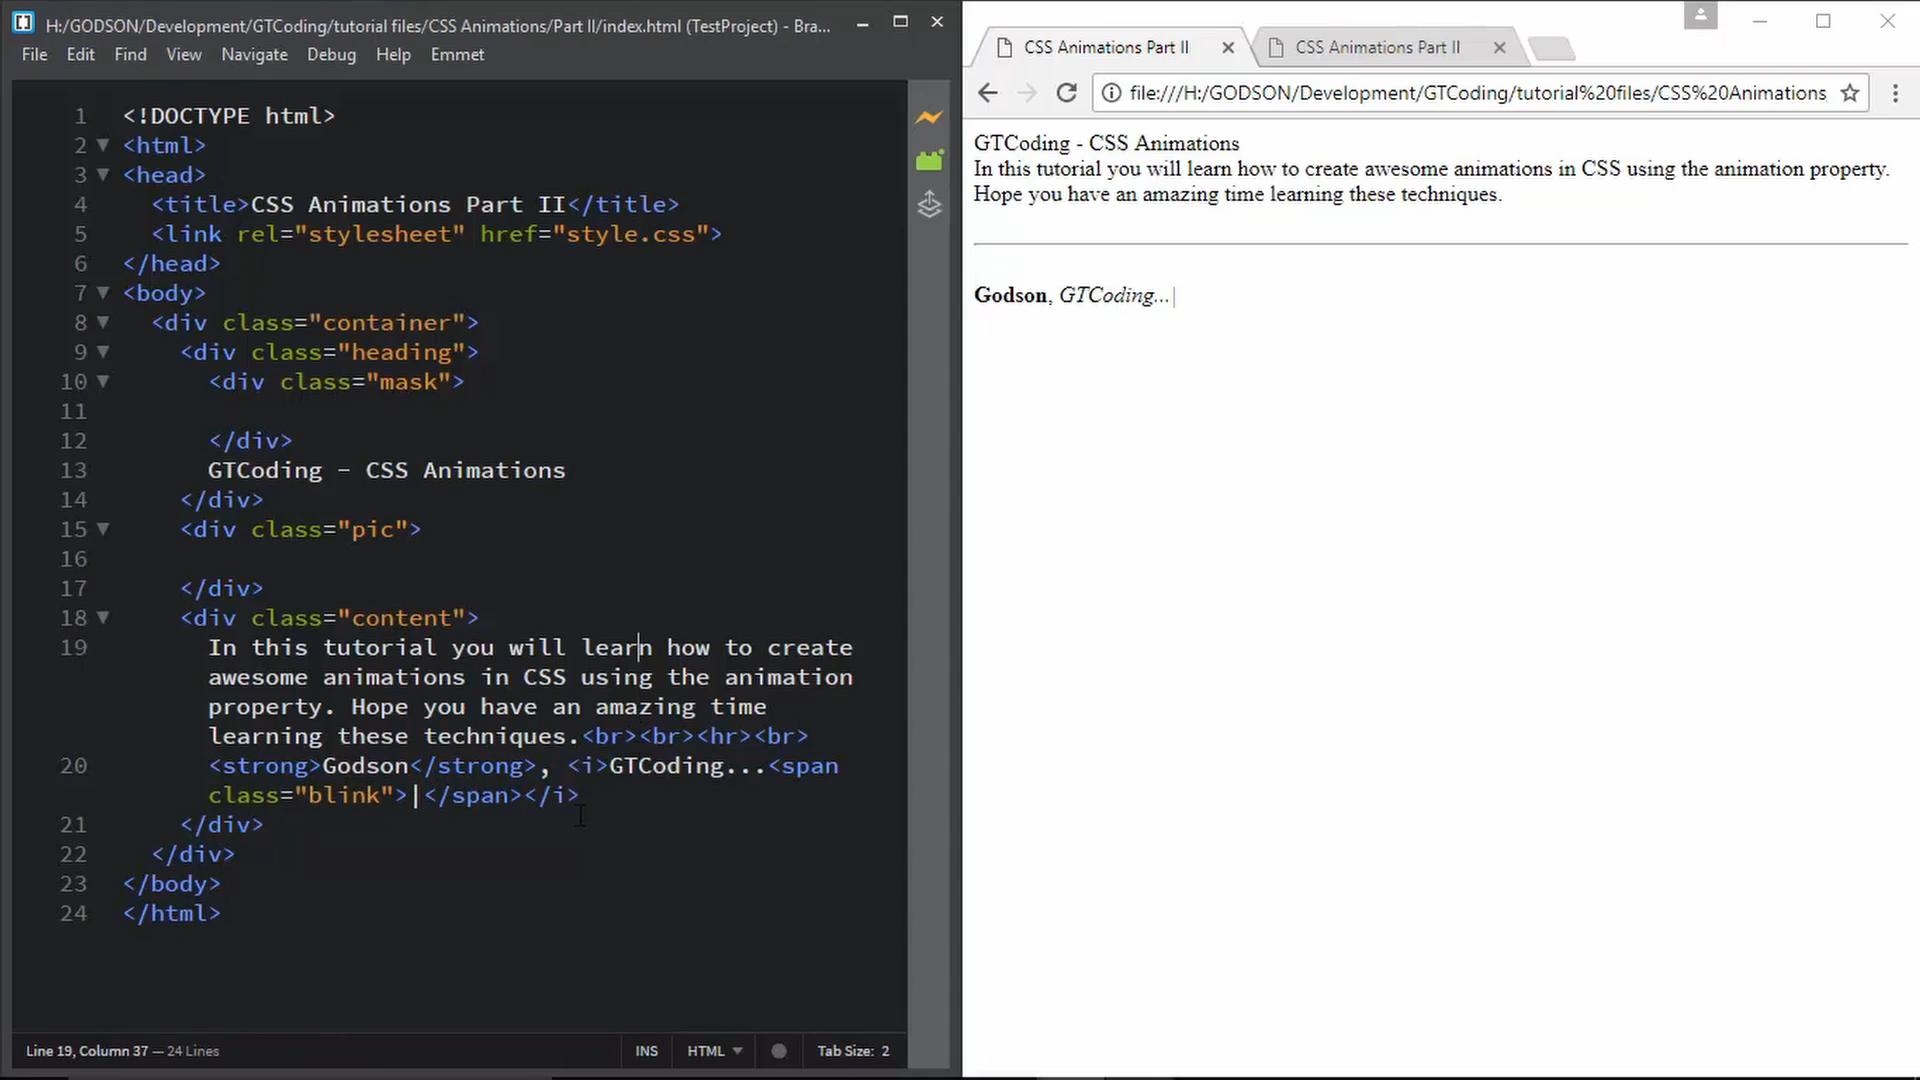 H:/GODSON/Development/GTCoding/tutorial files/CSS Animations/Part II/index.html (TestProject) - Bra...
File Edit Find View Navigate Debug Help Emmet
1 <!DOCTYPE html>
2 <html>
3 <head>
4 <title>CSS Animations Part II</title>
5 <link rel="stylesheet" href="style.css">
6 </head>
7 <body>
8 <div class="container">
9 <div class="heading">
10 <div class="mask">
11
12 </div>
13 GTCoding - CSS Animations
14 </div>
15 <div class="pic">
16
17 </div>
18 <div class="content">
19 In this tutorial you will learn how to create
awesome animations in CSS using the animation
property. Hope you have an amazing time
learning these techniques.<br><br><hr><br>
20 <strong>Godson</strong>, <i>GTCoding...<span
class="blink">|</span></i>
21 </div>
22 </div>
23 </body>
24 </html>
Line 19, Column 37 — 24 Lines
INS HTML Tab Size: 2
CSS Animations Part II
CSS Animations Part II
file:///H:/GODSON/Development/GTCoding/tutorial%20files/CSS%20Animations
GTCoding - CSS Animations
In this tutorial you will learn how to create awesome animations in CSS using the animation property.
Hope you have an amazing time learning these techniques.
Godson, GTCoding...|